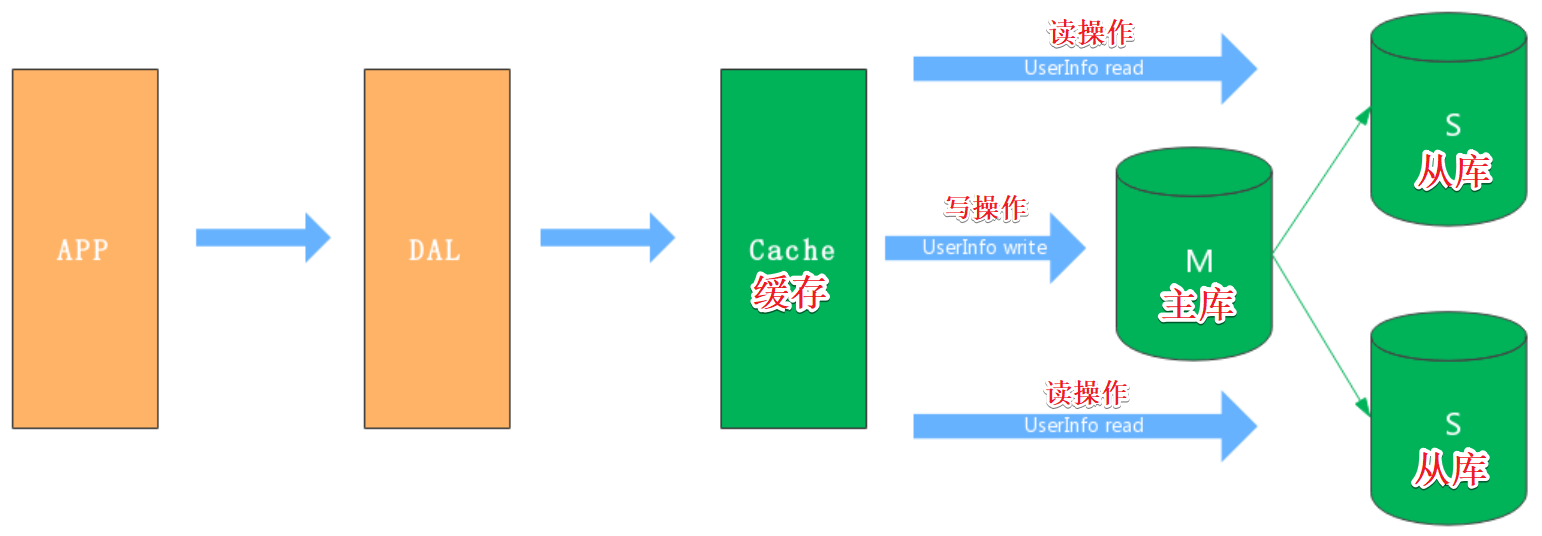 APP
DAL
Cache
缓存
读操作
UserInfo read
写操作
UserInfo write
读操作
UserInfo read
M
主库
S
从库
S
从库